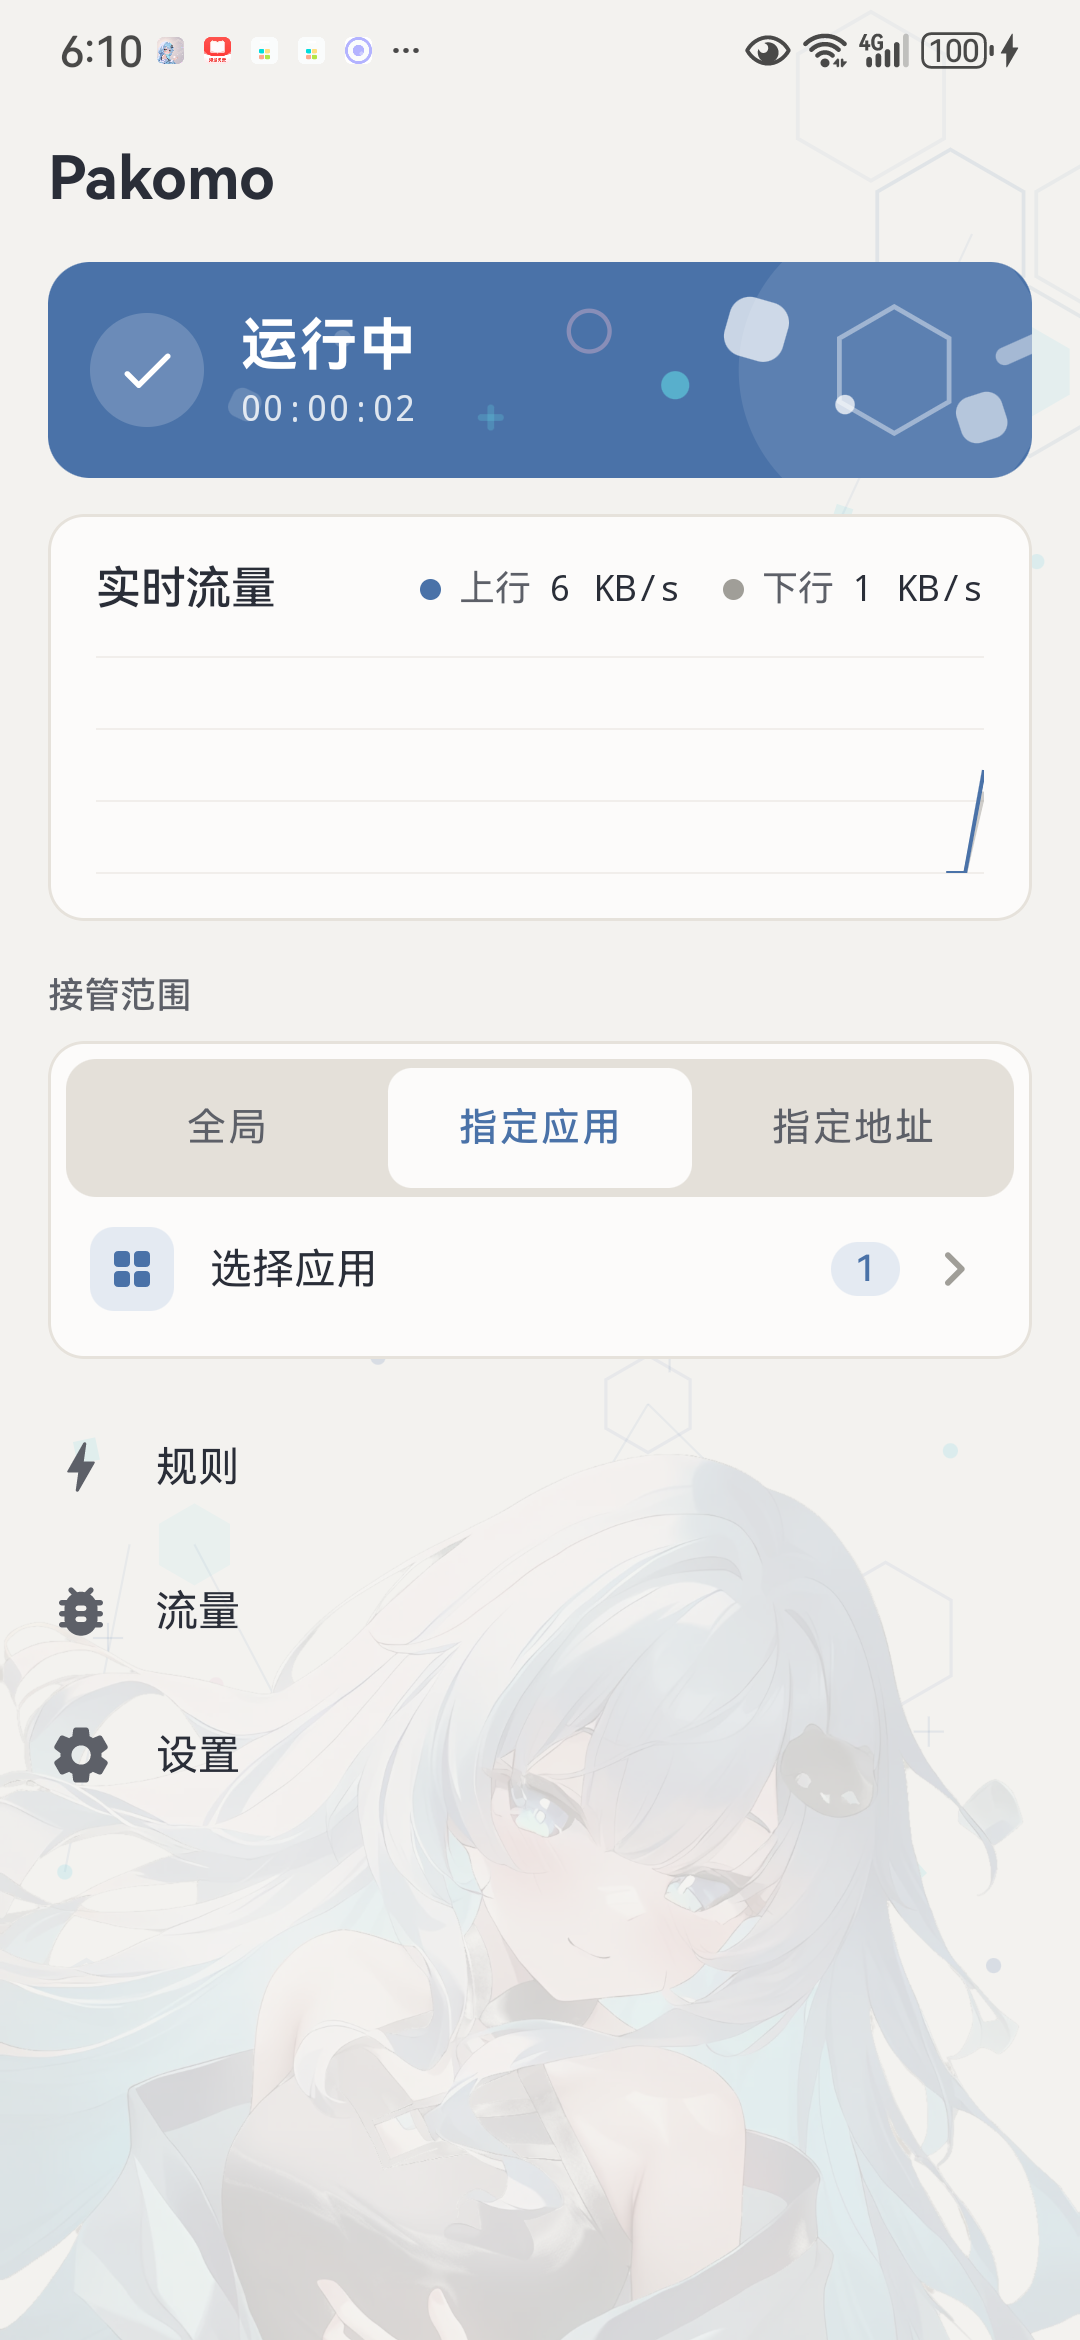 6:10
4G
100
Pakomo
运行中
00:00:02
实时流量
上行 6 KB/s
下行 1 KB/s
接管范围
全局
指定应用
指定地址
选择应用
1
规则
流量
设置